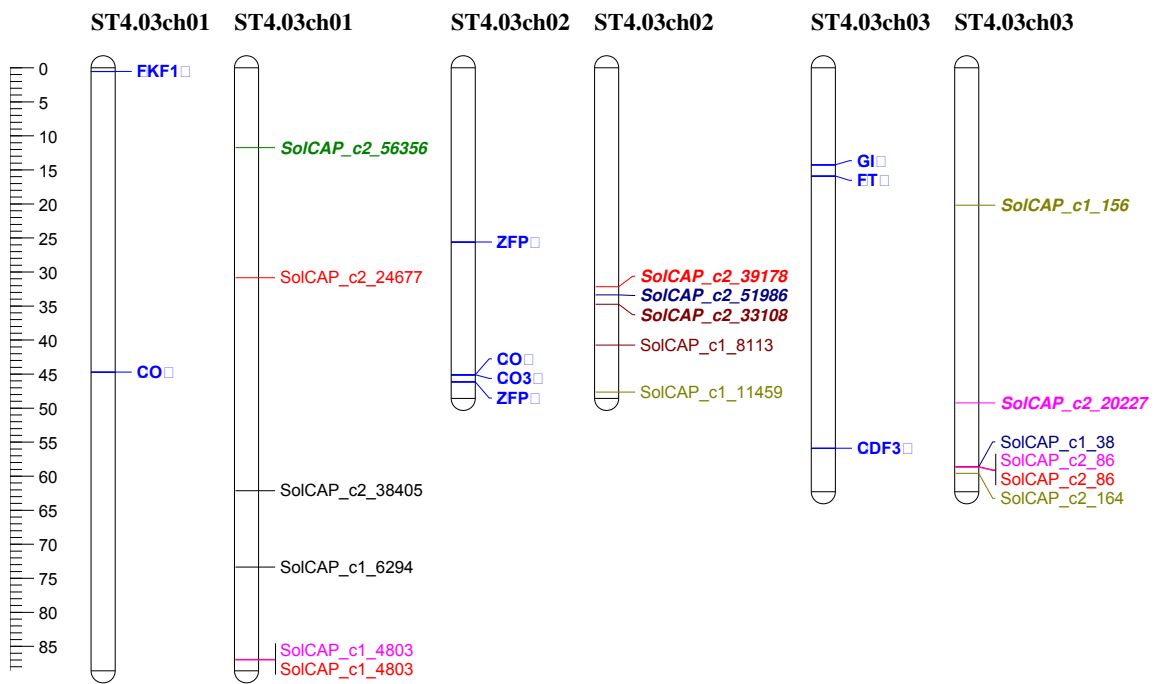 ST4.03ch01
ST4.03ch01
ST4.03ch02
ST4.03ch02
ST4.03ch03
ST4.03ch03
0
5
10
15
20
25
30
35
40
45
50
55
60
65
70
75
80
85
FKF1□
CO□
SolCAP_c2_56356
SolCAP_c2_24677
SolCAP_c2_38405
SolCAP_c1_6294
SolCAP_c1_4803
SolCAP_c1_4803
ZFP□
CO□
CO3□
ZFP□
SolCAP_c2_39178
SolCAP_c2_51986
SolCAP_c2_33108
SolCAP_c1_8113
SolCAP_c1_11459
GI□
FT□
CDF3□
SolCAP_c1_156
SolCAP_c2_20227
SolCAP_c1_38
SolCAP_c2_86
SolCAP_c2_86
SolCAP_c2_164